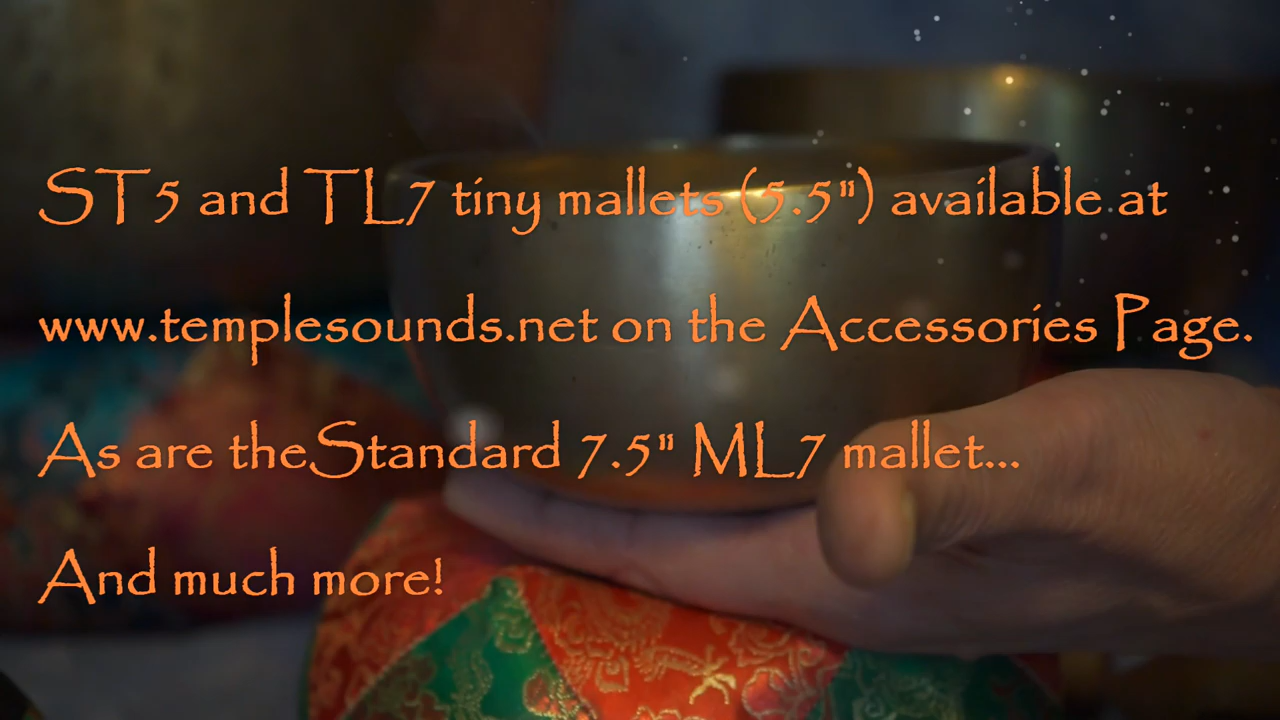 ST5 and TL7 tiny mallets (5.5") available at
www.templesounds.net on the Accessories Page.
As are theStandard 7.5" ML7 mallet...
And much more!